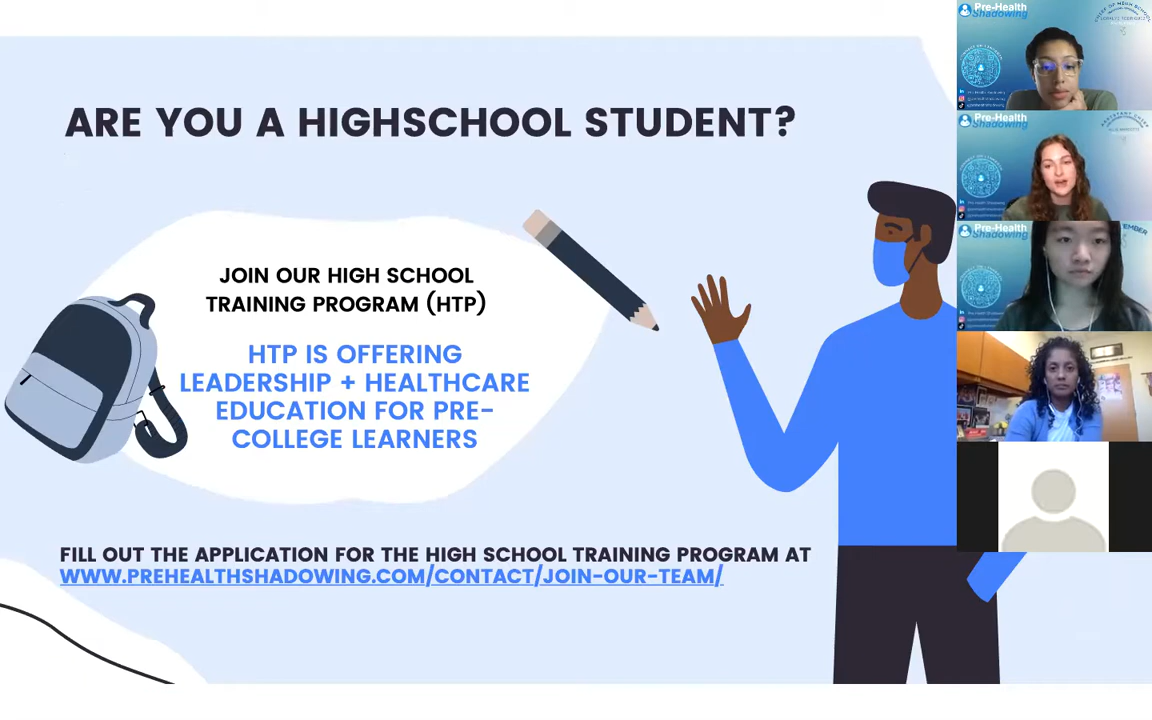 ARE YOU A HIGHSCHOOL STUDENT?
JOIN OUR HIGH SCHOOL
TRAINING PROGRAM (HTP)
HTP IS OFFERING
LEADERSHIP + HEALTHCARE
EDUCATION FOR PRE-
COLLEGE LEARNERS
FILL OUT THE APPLICATION FOR THE HIGH SCHOOL TRAINING PROGRAM AT
WWW.PREHEALTHSHADOWING.COM/CONTACT/JOIN-OUR-TEAM/
Pre-Health
Shadowing
Pre-Health
Shadowing
Pre-Health
Shadowing